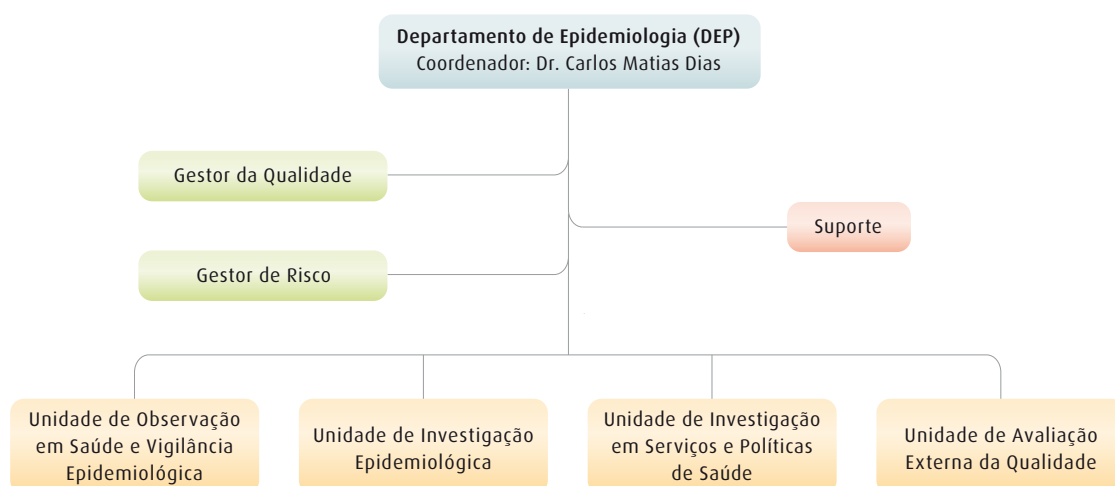 Departamento de Epidemiologia (DEP)
Coordenador: Dr. Carlos Matias Dias
Gestor da Qualidade
Suporte
Gestor de Risco
Unidade de Observação
em Saúde e Vigilância
Epidemiológica
Unidade de Investigação
Epidemiológica
Unidade de Investigação
em Serviços e Políticas
de Saúde
Unidade de Avaliação
Externa da Qualidade